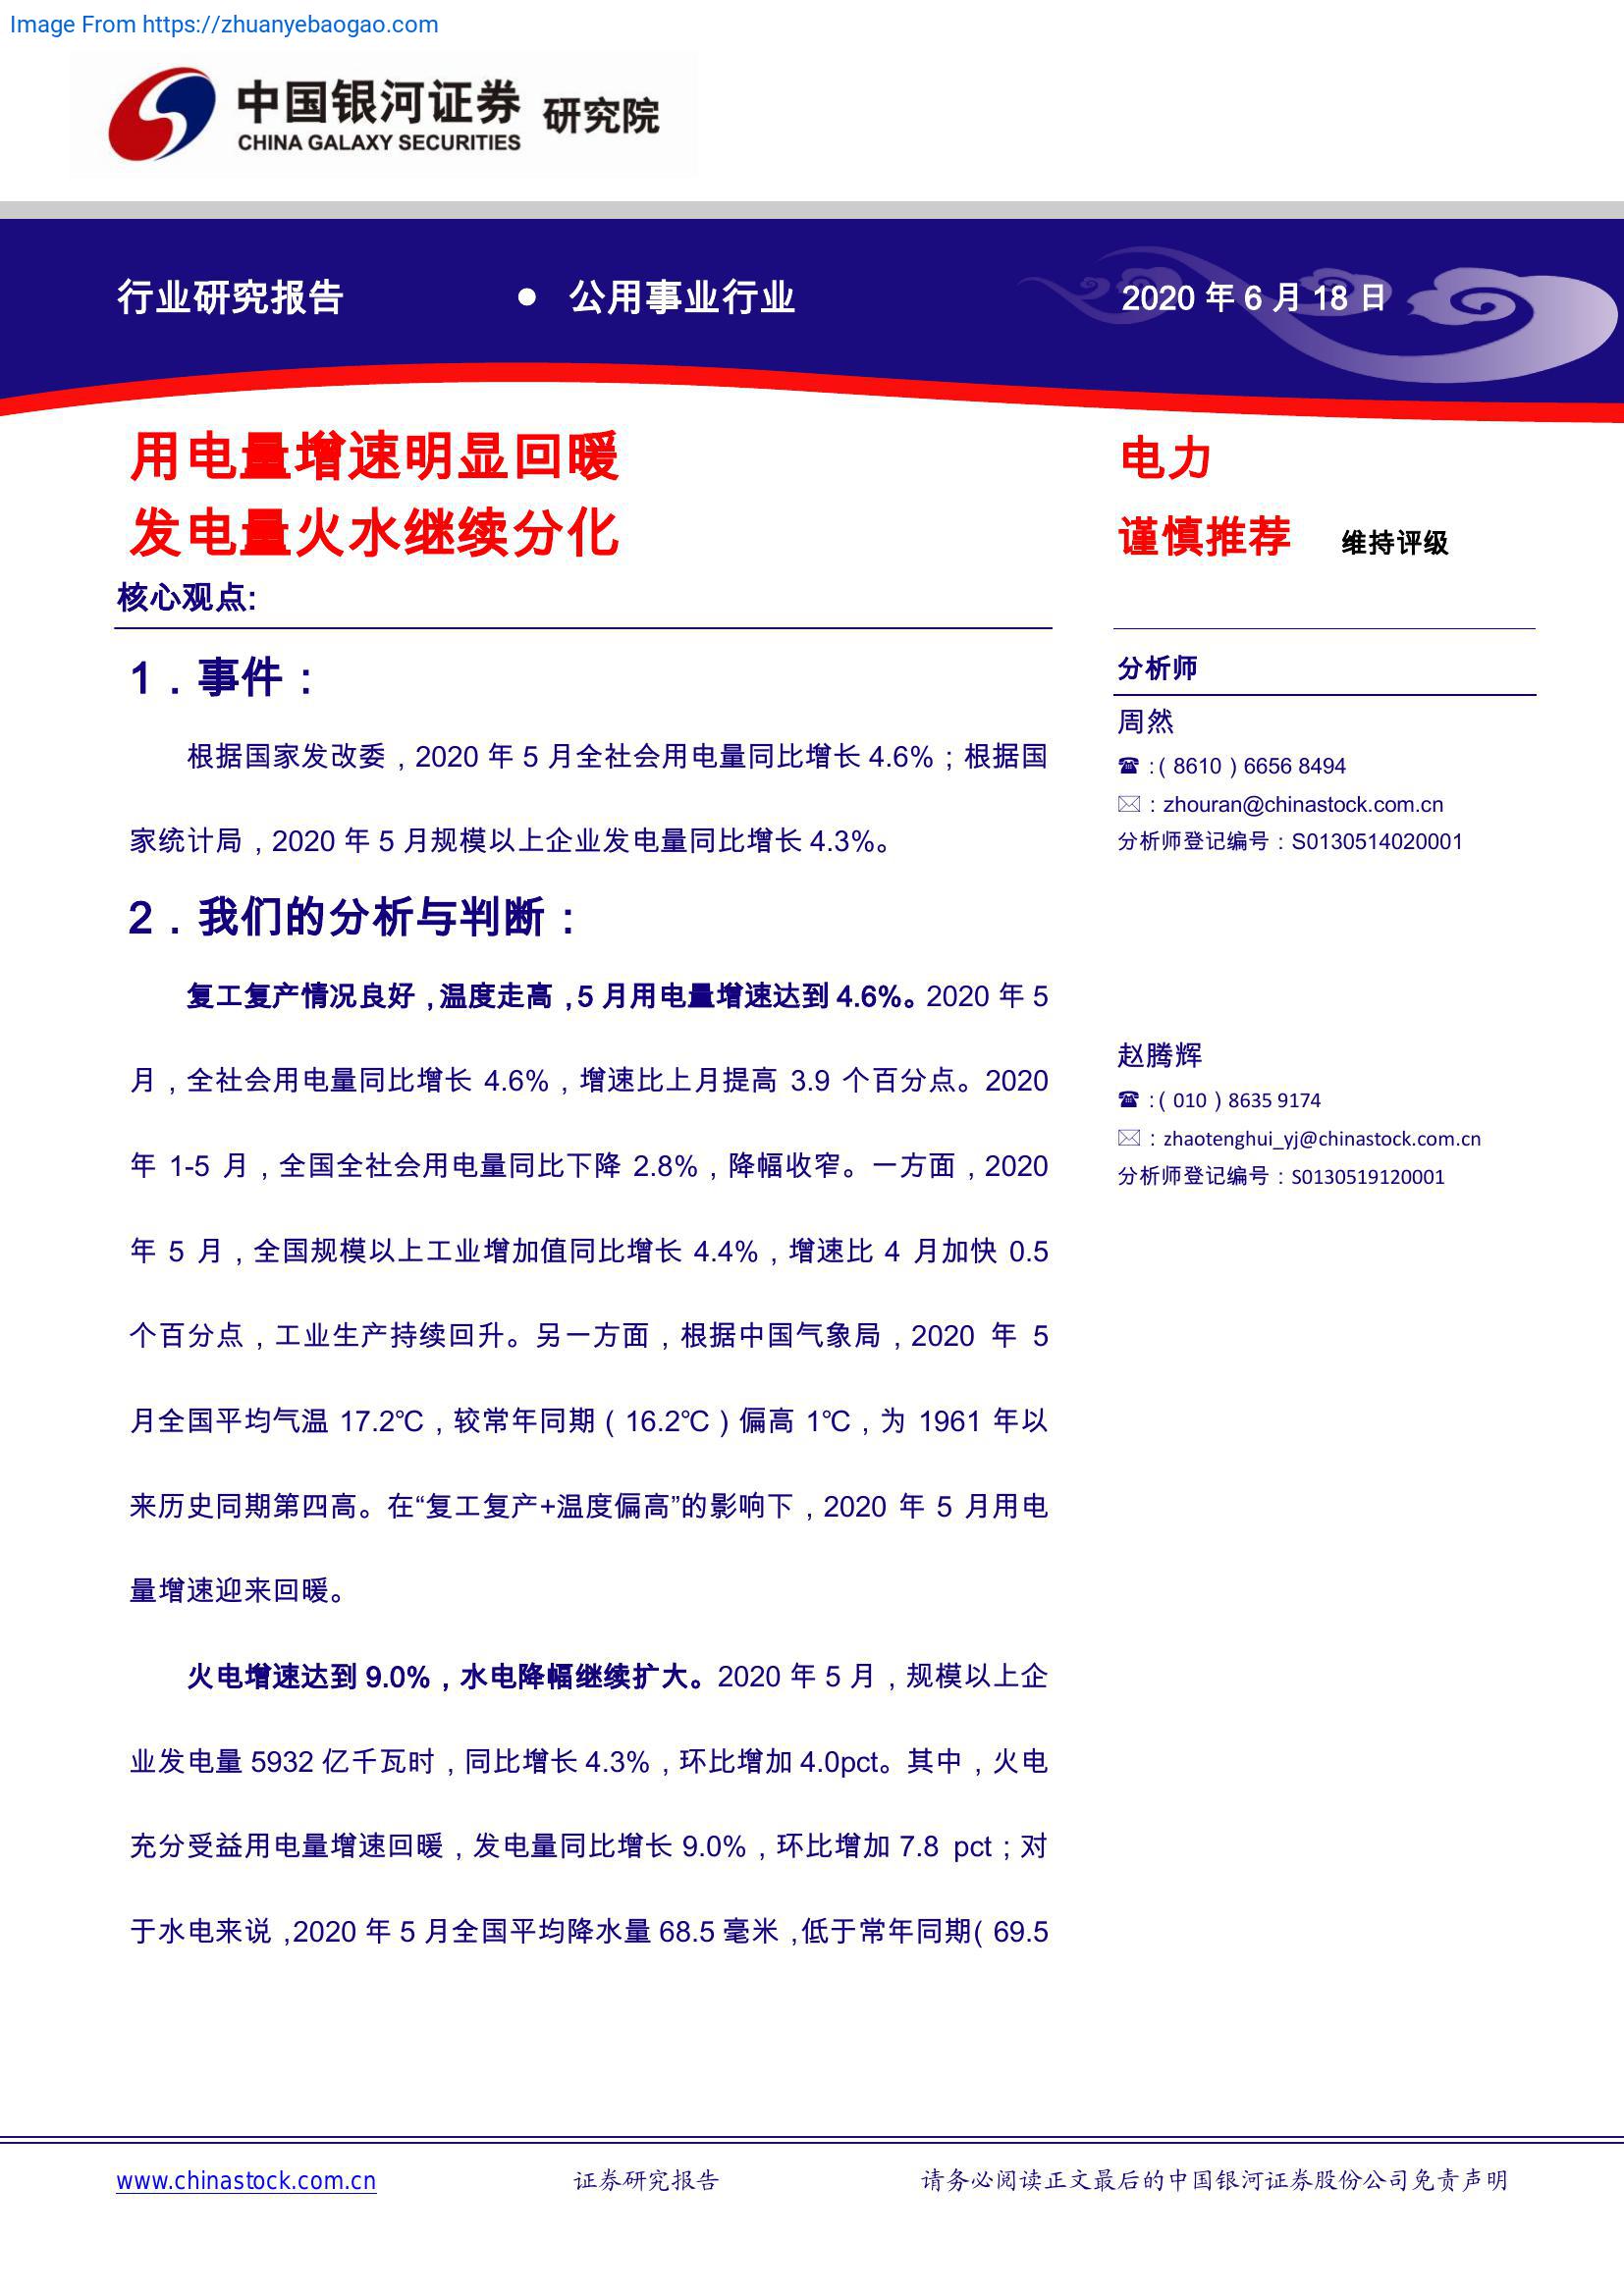 Image From https://zhuanyebaogao.com
中国银河证券 研究院
CHINA GALAXY SECURITIES
行业研究报告 ● 公用事业行业 2020 年 6 月 18 日
用电量增速明显回暖
发电量火水继续分化
核心观点:
1．事件：
根据国家发改委，2020 年 5 月全社会用电量同比增长 4.6%；根据国
家统计局，2020 年 5 月规模以上企业发电量同比增长 4.3%。
2．我们的分析与判断：
复工复产情况良好，温度走高，5 月用电量增速达到 4.6%。2020 年 5
月，全社会用电量同比增长 4.6%，增速比上月提高 3.9 个百分点。2020
年 1-5 月，全国全社会用电量同比下降 2.8%，降幅收窄。一方面，2020
年 5 月，全国规模以上工业增加值同比增长 4.4%，增速比 4 月加快 0.5
个百分点，工业生产持续回升。另一方面，根据中国气象局，2020 年 5
月全国平均气温 17.2℃，较常年同期（16.2℃）偏高 1℃，为 1961 年以
来历史同期第四高。在“复工复产+温度偏高”的影响下，2020 年 5 月用电
量增速迎来回暖。
火电增速达到 9.0%，水电降幅继续扩大。2020 年 5 月，规模以上企
业发电量 5932 亿千瓦时，同比增长 4.3%，环比增加 4.0pct。其中，火电
充分受益用电量增速回暖，发电量同比增长 9.0%，环比增加 7.8 pct；对
于水电来说，2020 年 5 月全国平均降水量 68.5 毫米，低于常年同期（69.5
电力
谨慎推荐 维持评级
分析师
周然
☎：（8610）6656 8494
✉：zhouran@chinastock.com.cn
分析师登记编号：S0130514020001
赵腾辉
☎：（010）8635 9174
✉：zhaotenghui_yj@chinastock.com.cn
分析师登记编号：S0130519120001
www.chinastock.com.cn 证券研究报告 请务必阅读正文最后的中国银河证券股份公司免责声明